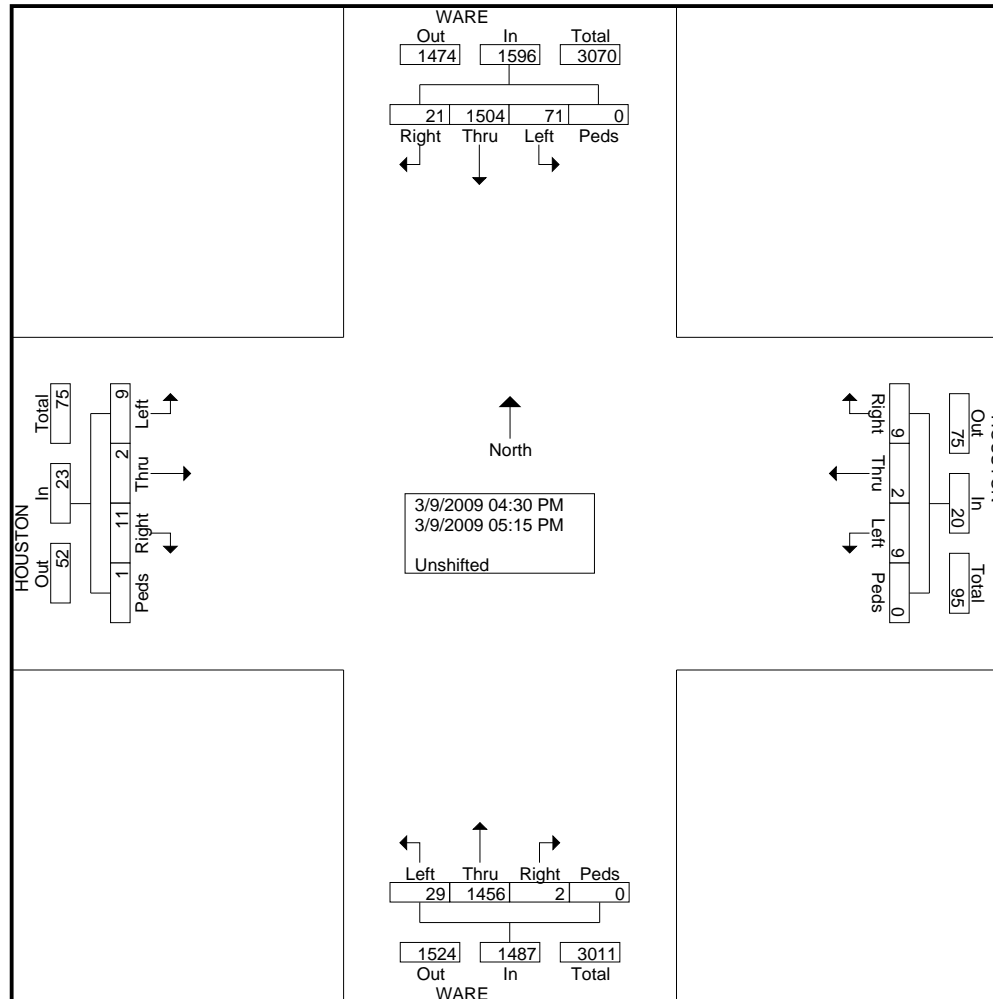 WARE
Out In Total
1474 1596 3070
21 1504 71 0
Right Thru Left Peds
HOUSTON
Total In Out
75 23 52
9 2 11 1
Left Thru Right Peds
North
3/9/2009 04:30 PM
3/9/2009 05:15 PM
Unshifted
Right Thru Left Peds
9 2 9 0
Out In Total
75 20 95
Left Thru Right Peds
29 1456 2 0
1524 1487 3011
Out In Total
WARE